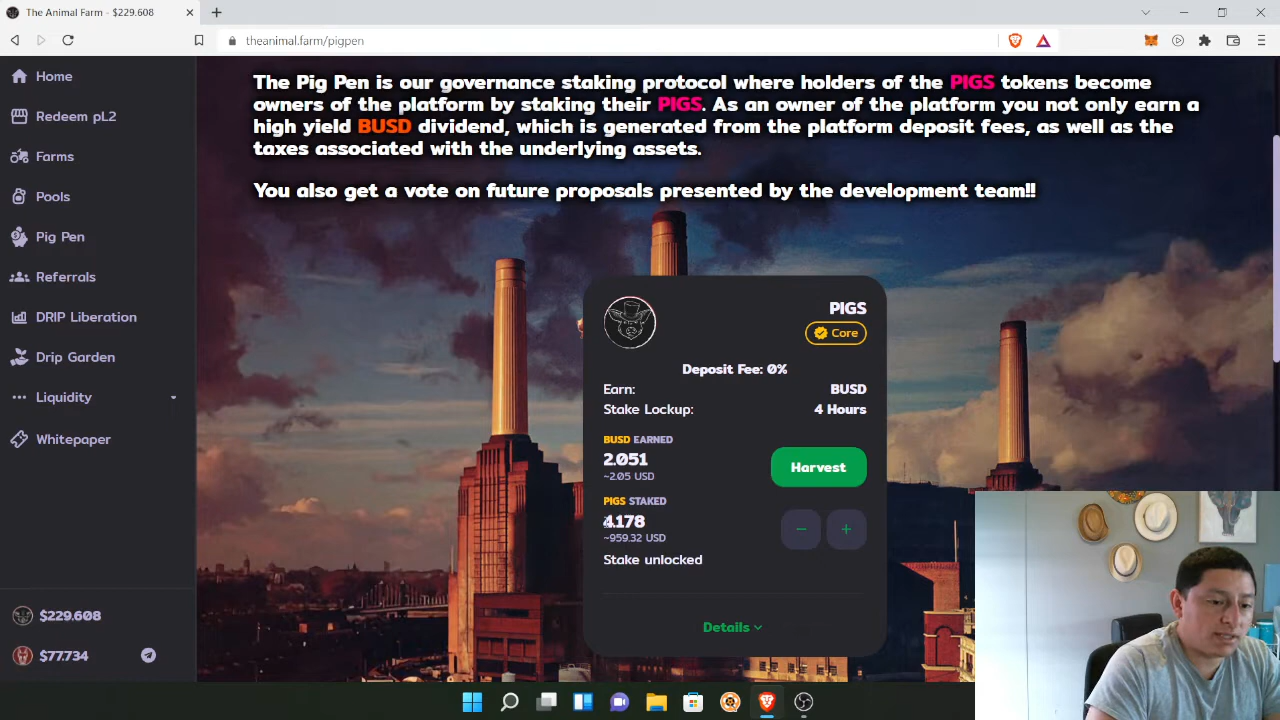 The Animal Farm - $229.608
theanimal.farm/pigpen
Home
Redeem pL2
Farms
Pools
Pig Pen
Referrals
DRIP Liberation
Drip Garden
Liquidity
Whitepaper
$229.608
$77.734
The Pig Pen is our governance staking protocol where holders of the PIGS tokens become
owners of the platform by staking their PIGS. As an owner of the platform you not only earn a
high yield BUSD dividend, which is generated from the platform deposit fees, as well as the
taxes associated with the underlying assets.
You also get a vote on future proposals presented by the development team!!
PIGS
Core
Deposit Fee: 0%
Earn: BUSD
Stake Lockup: 4 Hours
BUSD EARNED
2.051
~2.05 USD
Harvest
PIGS STAKED
4.178
~959.32 USD
Stake unlocked
Details